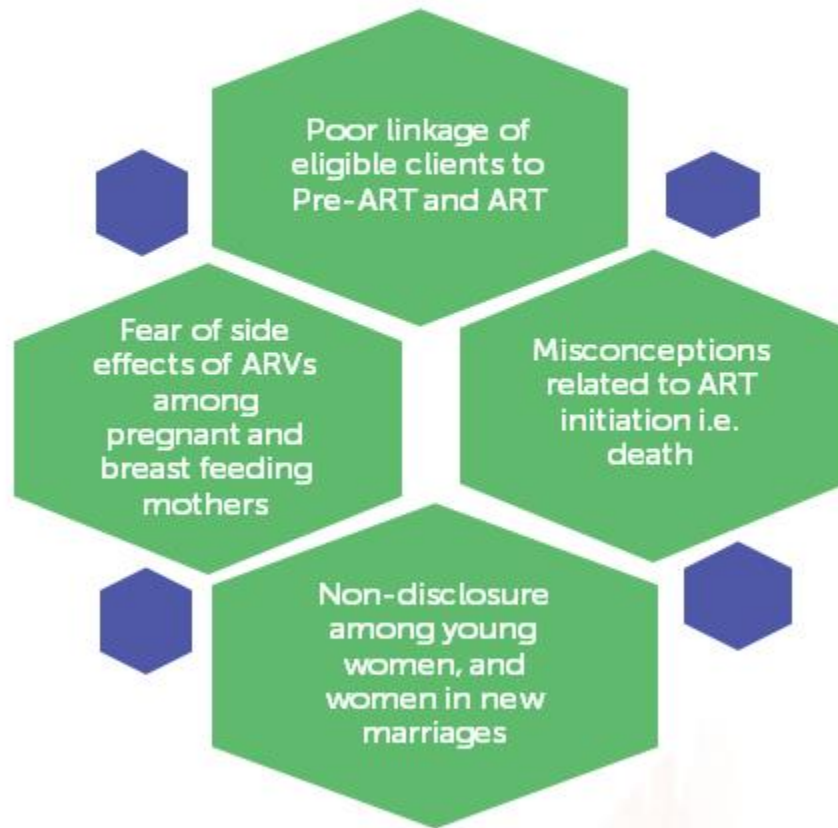 Poor linkage of
eligible clients to
Pre-ART and ART
Fear of side
effects of ARVs
among
pregnant and
breast feeding
mothers
Misconceptions
related to ART
initiation i.e.
death
Non-disclosure
among young
women, and
women in new
marriages